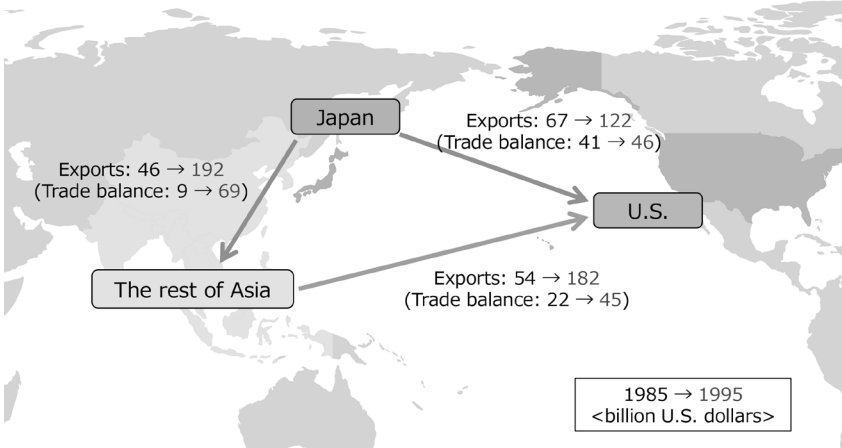 Japan
Exports: 67 → 122
(Trade balance: 41 → 46)
Exports: 46 → 192
(Trade balance: 9 → 69)
U.S.
The rest of Asia
Exports: 54 → 182
(Trade balance: 22 → 45)
1985 → 1995
<billion U.S. dollars>